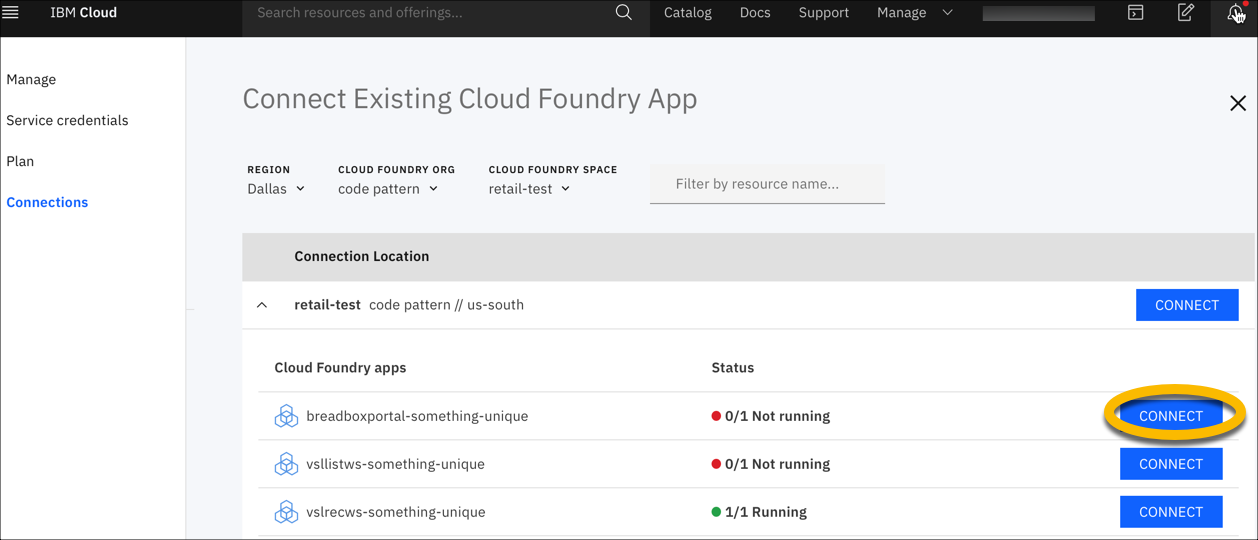 IBM Cloud Search resources and offerings... Catalog Docs Support Manage
Manage
Service credentials
Plan
Connections
Connect Existing Cloud Foundry App
REGION CLOUD FOUNDRY ORG CLOUD FOUNDRY SPACE
Dallas code pattern retail-test
Filter by resource name...
Connection Location
retail-test code pattern // us-south CONNECT
Cloud Foundry apps Status
breadboxportal-something-unique 0/1 Not running CONNECT
vsllistws-something-unique 0/1 Not running CONNECT
vslrecws-something-unique 1/1 Running CONNECT